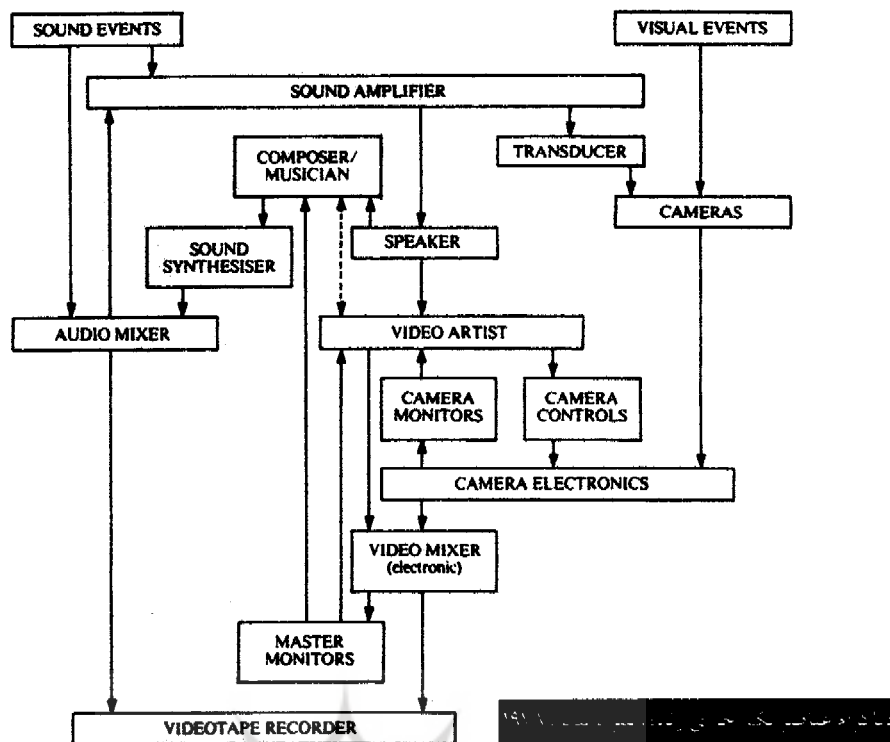 SOUND EVENTS
VISUAL EVENTS
SOUND AMPLIFIER
TRANSDUCER
COMPOSER/
MUSICIAN
CAMERAS
SPEAKER
SOUND
SYNTHESISER
AUDIO MIXER
VIDEO ARTIST
CAMERA
MONITORS
CAMERA
CONTROLS
CAMERA ELECTRONICS
VIDEO MIXER
(electronic)
MASTER
MONITORS
VIDEOTAPE RECORDER